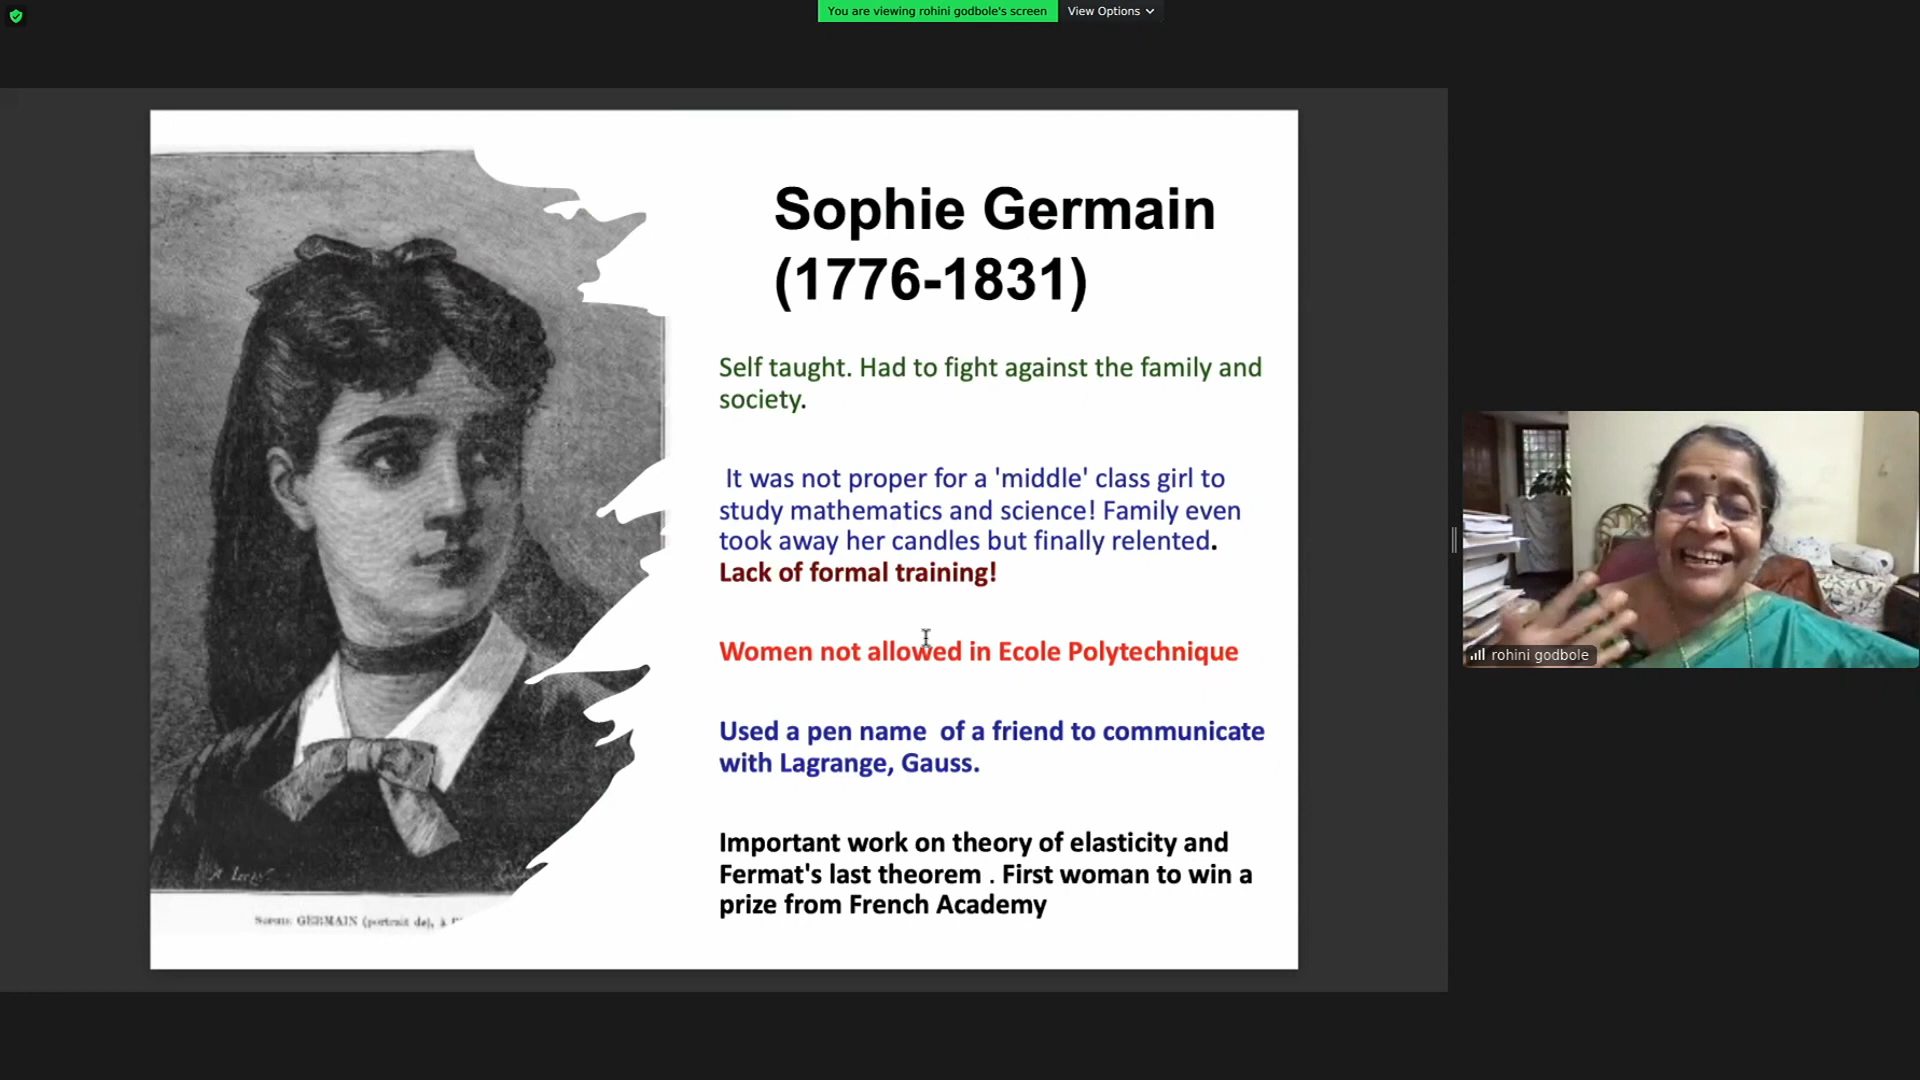 You are viewing rohini godbole's screen
View Options
Sophie Germain
(1776-1831)
Self taught. Had to fight against the family and
society.
It was not proper for a 'middle' class girl to
study mathematics and science! Family even
took away her candles but finally relented.
Lack of formal training!
Women not allowed in Ecole Polytechnique
Used a pen name of a friend to communicate
with Lagrange, Gauss.
Important work on theory of elasticity and
Fermat's last theorem . First woman to win a
prize from French Academy
GERMAIN (portrait de), à
rohini godbole